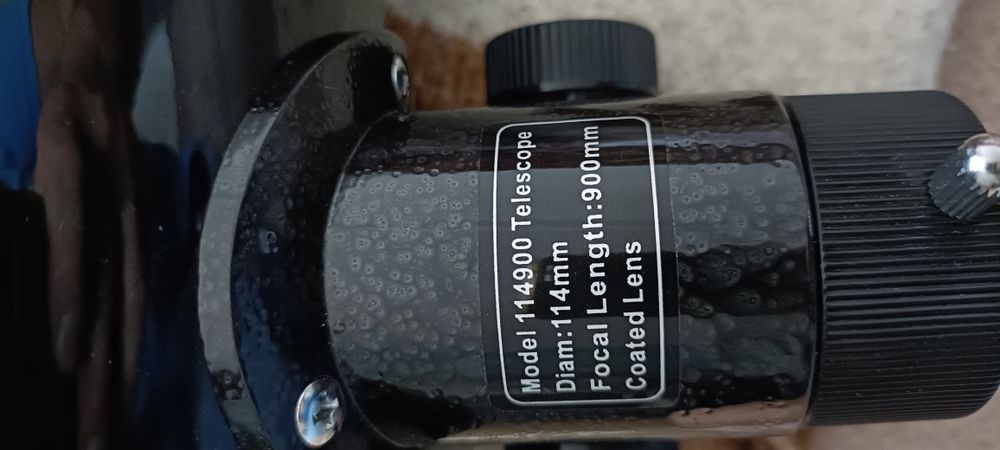 Model 114900 Telescope
Diam:114mm
Focal Length:900mm
Coated Lens